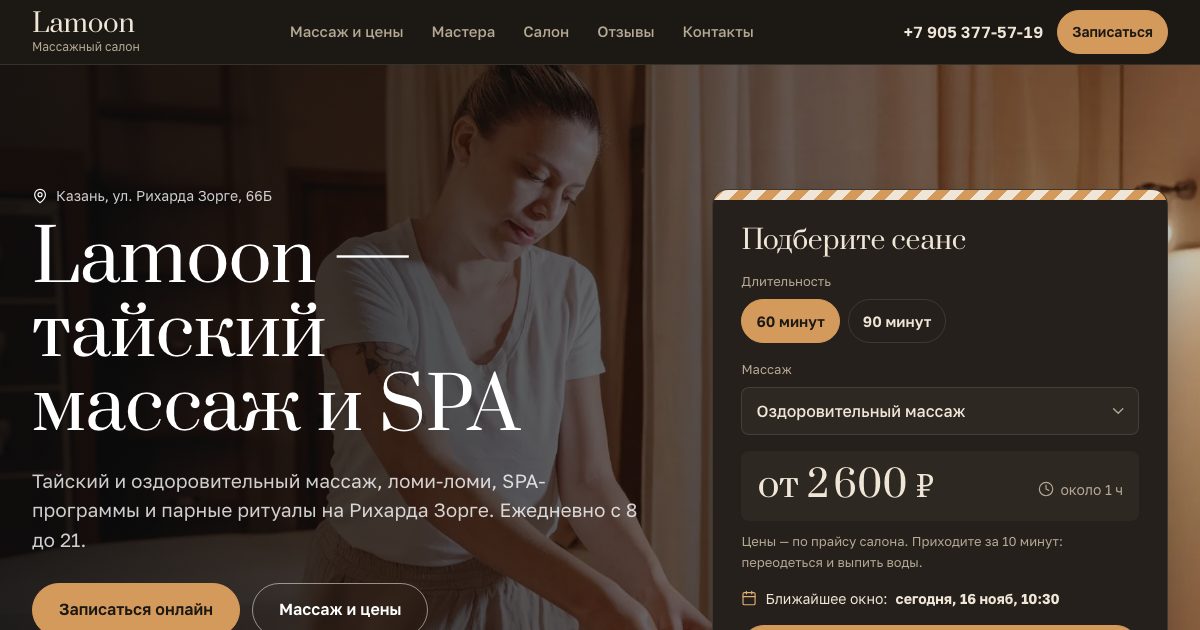 Lamoon
Массажный салон
Массаж и цены
Мастера
Салон
Отзывы
Контакты
+7 905 377-57-19
Записаться
Казань, ул. Рихарда Зорге, 66Б
Lamoon —
тайский
массаж и SPA
Тайский и оздоровительный массаж, ломи-ломи, SPA-
программы и парные ритуалы на Рихарда Зорге. Ежедневно с 8
до 21.
Записаться онлайн
Массаж и цены
Подберите сеанс
Длительность
60 минут
90 минут
Массаж
Оздоровительный массаж
от 2 600 ₽
около 1 ч
Цены — по прайсу салона. Приходите за 10 минут:
переодеться и выпить воды.
Ближайшее окно: сегодня, 16 нояб, 10:30